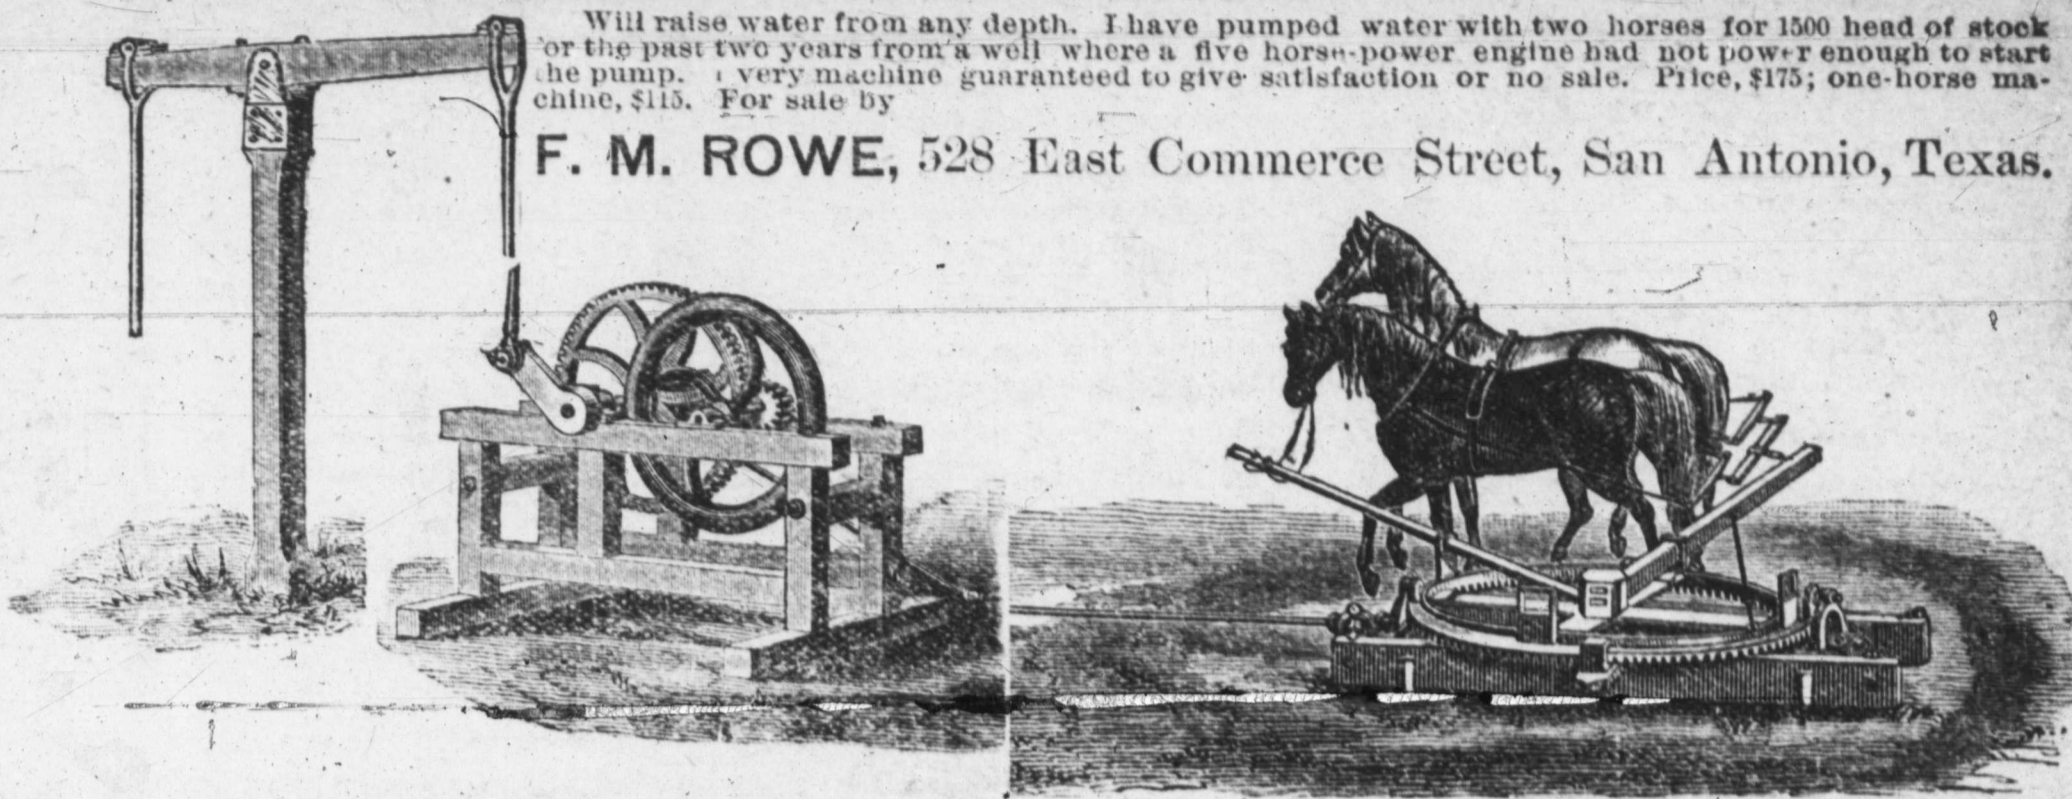 Will raise water from any depth. I have pumped water with two horses for 1500 head of stock
or the past two years from a well where a five horse-power engine had not power enough to start
he pump. very machine guaranteed to give satisfaction or no sale. Price, $175; one-horse ma-
chine, $115. For sale by
F. M. ROWE, 528 East Commerce Street, San Antonio, Texas.